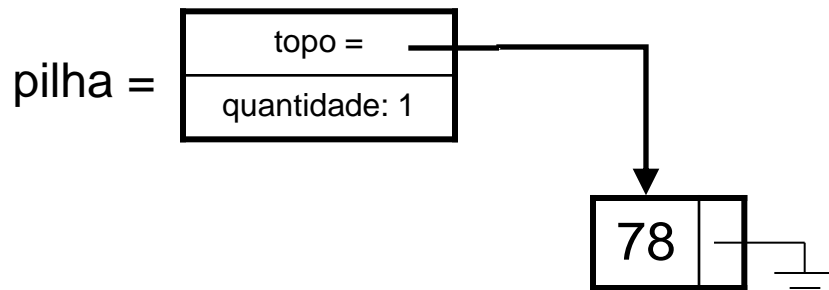 topo =
pilha =
quantidade: 1
78